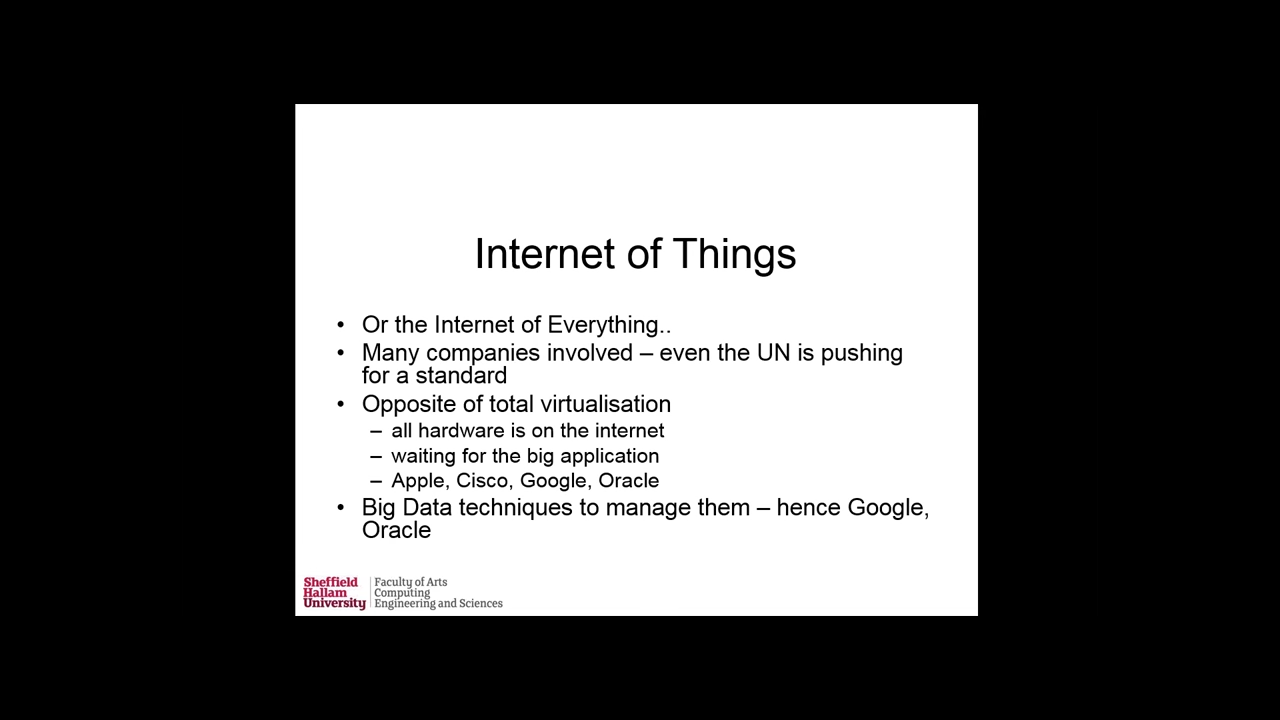 Internet of Things
• Or the Internet of Everything..
• Many companies involved – even the UN is pushing
for a standard
• Opposite of total virtualisation
– all hardware is on the internet
– waiting for the big application
– Apple, Cisco, Google, Oracle
• Big Data techniques to manage them – hence Google,
Oracle
Sheffield
Hallam
University
Faculty of Arts
Computing
Engineering and Sciences